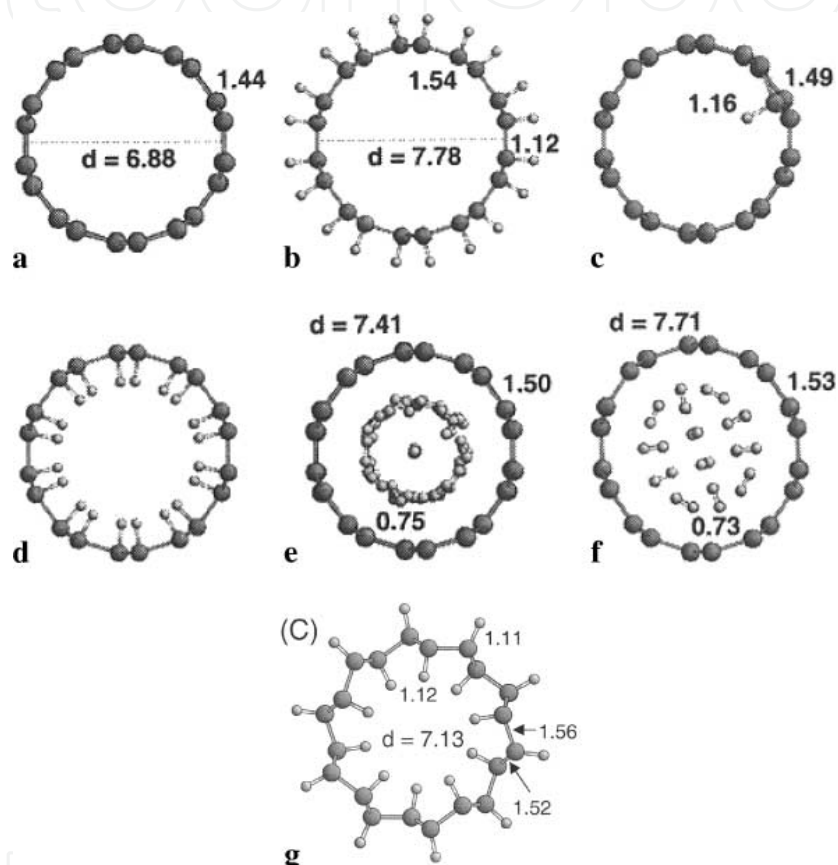 1.44
d = 6.88
a
1.54
1.12
d = 7.78
b
1.49
1.16
c
d
d = 7.41
1.50
0.75
e
d = 7.71
1.53
0.73
f
(C)
1.11
1.12
d = 7.13
1.56
1.52
g